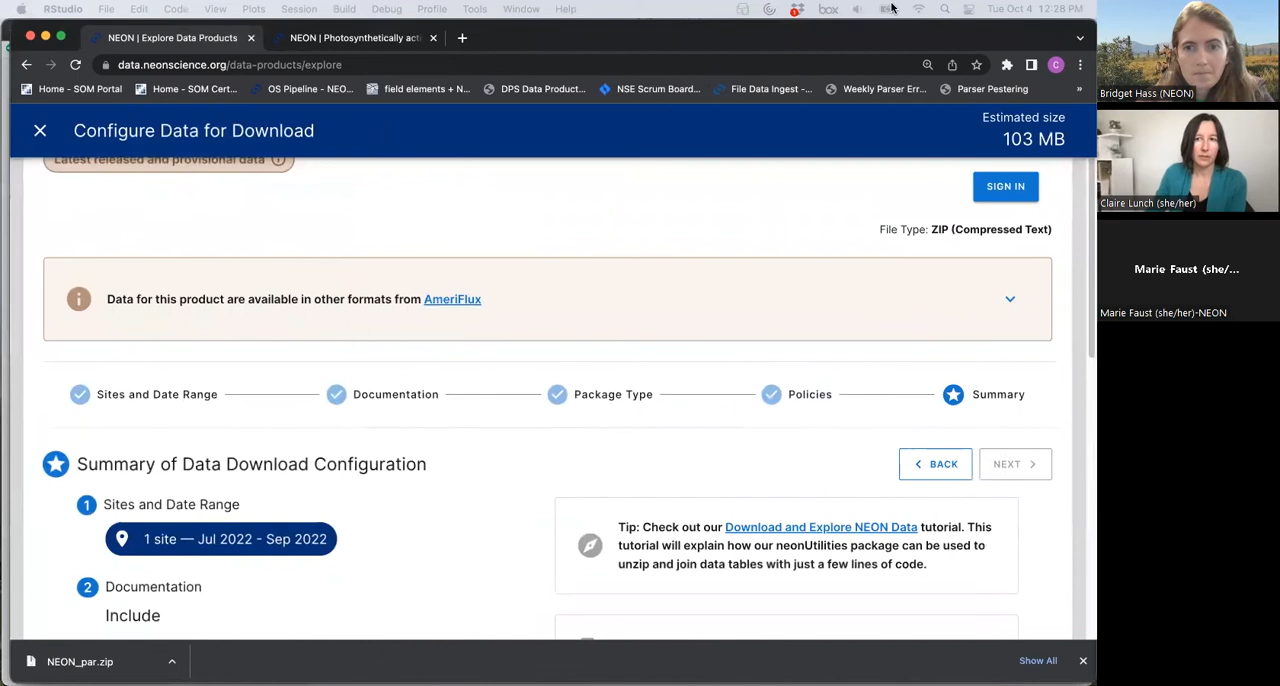 RStudio File Edit Code View Plots Session Build Debug Profile Tools Window Help
1 box Tue Oct 4 12:28 PM
NEON | Explore Data Products
NEON | Photosynthetically acti
data.neonscience.org/data-products/explore
Home - SOM Portal
Home - SOM Cert...
OS Pipeline - NEO...
field elements + N...
DPS Data Product...
NSE Scrum Board...
File Data Ingest -...
Weekly Parser Err...
Parser Pestering
»
Configure Data for Download
Estimated size
103 MB
Latest released and provisional data
SIGN IN
File Type: ZIP (Compressed Text)
Data for this product are available in other formats from AmeriFlux
Sites and Date Range
Documentation
Package Type
Policies
Summary
Summary of Data Download Configuration
BACK
NEXT
1 Sites and Date Range
1 site — Jul 2022 - Sep 2022
2 Documentation
Include
Tip: Check out our Download and Explore NEON Data tutorial. This
tutorial will explain how our neonUtilities package can be used to
unzip and join data tables with just a few lines of code.
NEON_par.zip
Show All
Bridget Hass (NEON)
Claire Lunch (she/her)
Marie Faust (she/...
Marie Faust (she/her)-NEON
C